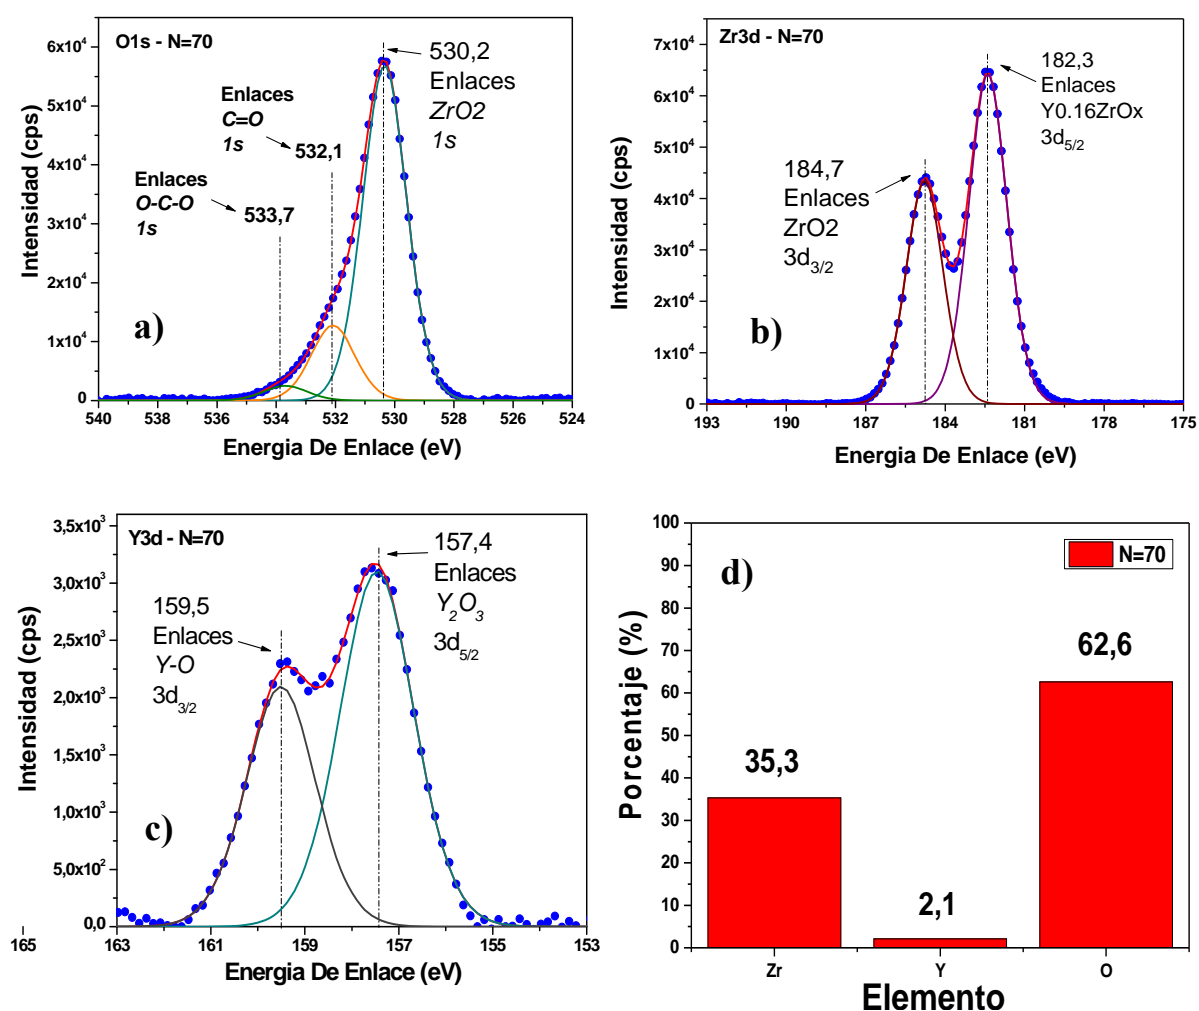 O1s - N=70
530,2
Enlaces
ZrO2
1s
Enlaces
C=O
1s
532,1
Enlaces
O-C-O
1s
533,7
a)
Intensidad (cps)
6x10⁴
5x10⁴
4x10⁴
3x10⁴
2x10⁴
1x10⁴
0
540 538 536 534 532 530 528 526 524
Energia De Enlace (eV)
Zr3d - N=70
182,3
Enlaces
Y0.16ZrOx
3d5/2
184,7
Enlaces
ZrO2
3d3/2
b)
Intensidad (cps)
7x10⁴
6x10⁴
5x10⁴
4x10⁴
3x10⁴
2x10⁴
1x10⁴
0
193 190 187 184 181 178 175
Energia De Enlace (eV)
Y3d - N=70
157,4
Enlaces
Y2O3
3d5/2
159,5
Enlaces
Y-O
3d3/2
c)
Intensidad (cps)
3,5x10³
3,0x10³
2,5x10³
2,0x10³
1,5x10³
1,0x10³
5,0x10²
0,0
165 163 161 159 157 155 153
Energia De Enlace (eV)
d)
N=70
Porcentaje (%)
100
90
80
70
60
50
40
30
20
10
0
35,3
2,1
62,6
Zr Y O
Elemento